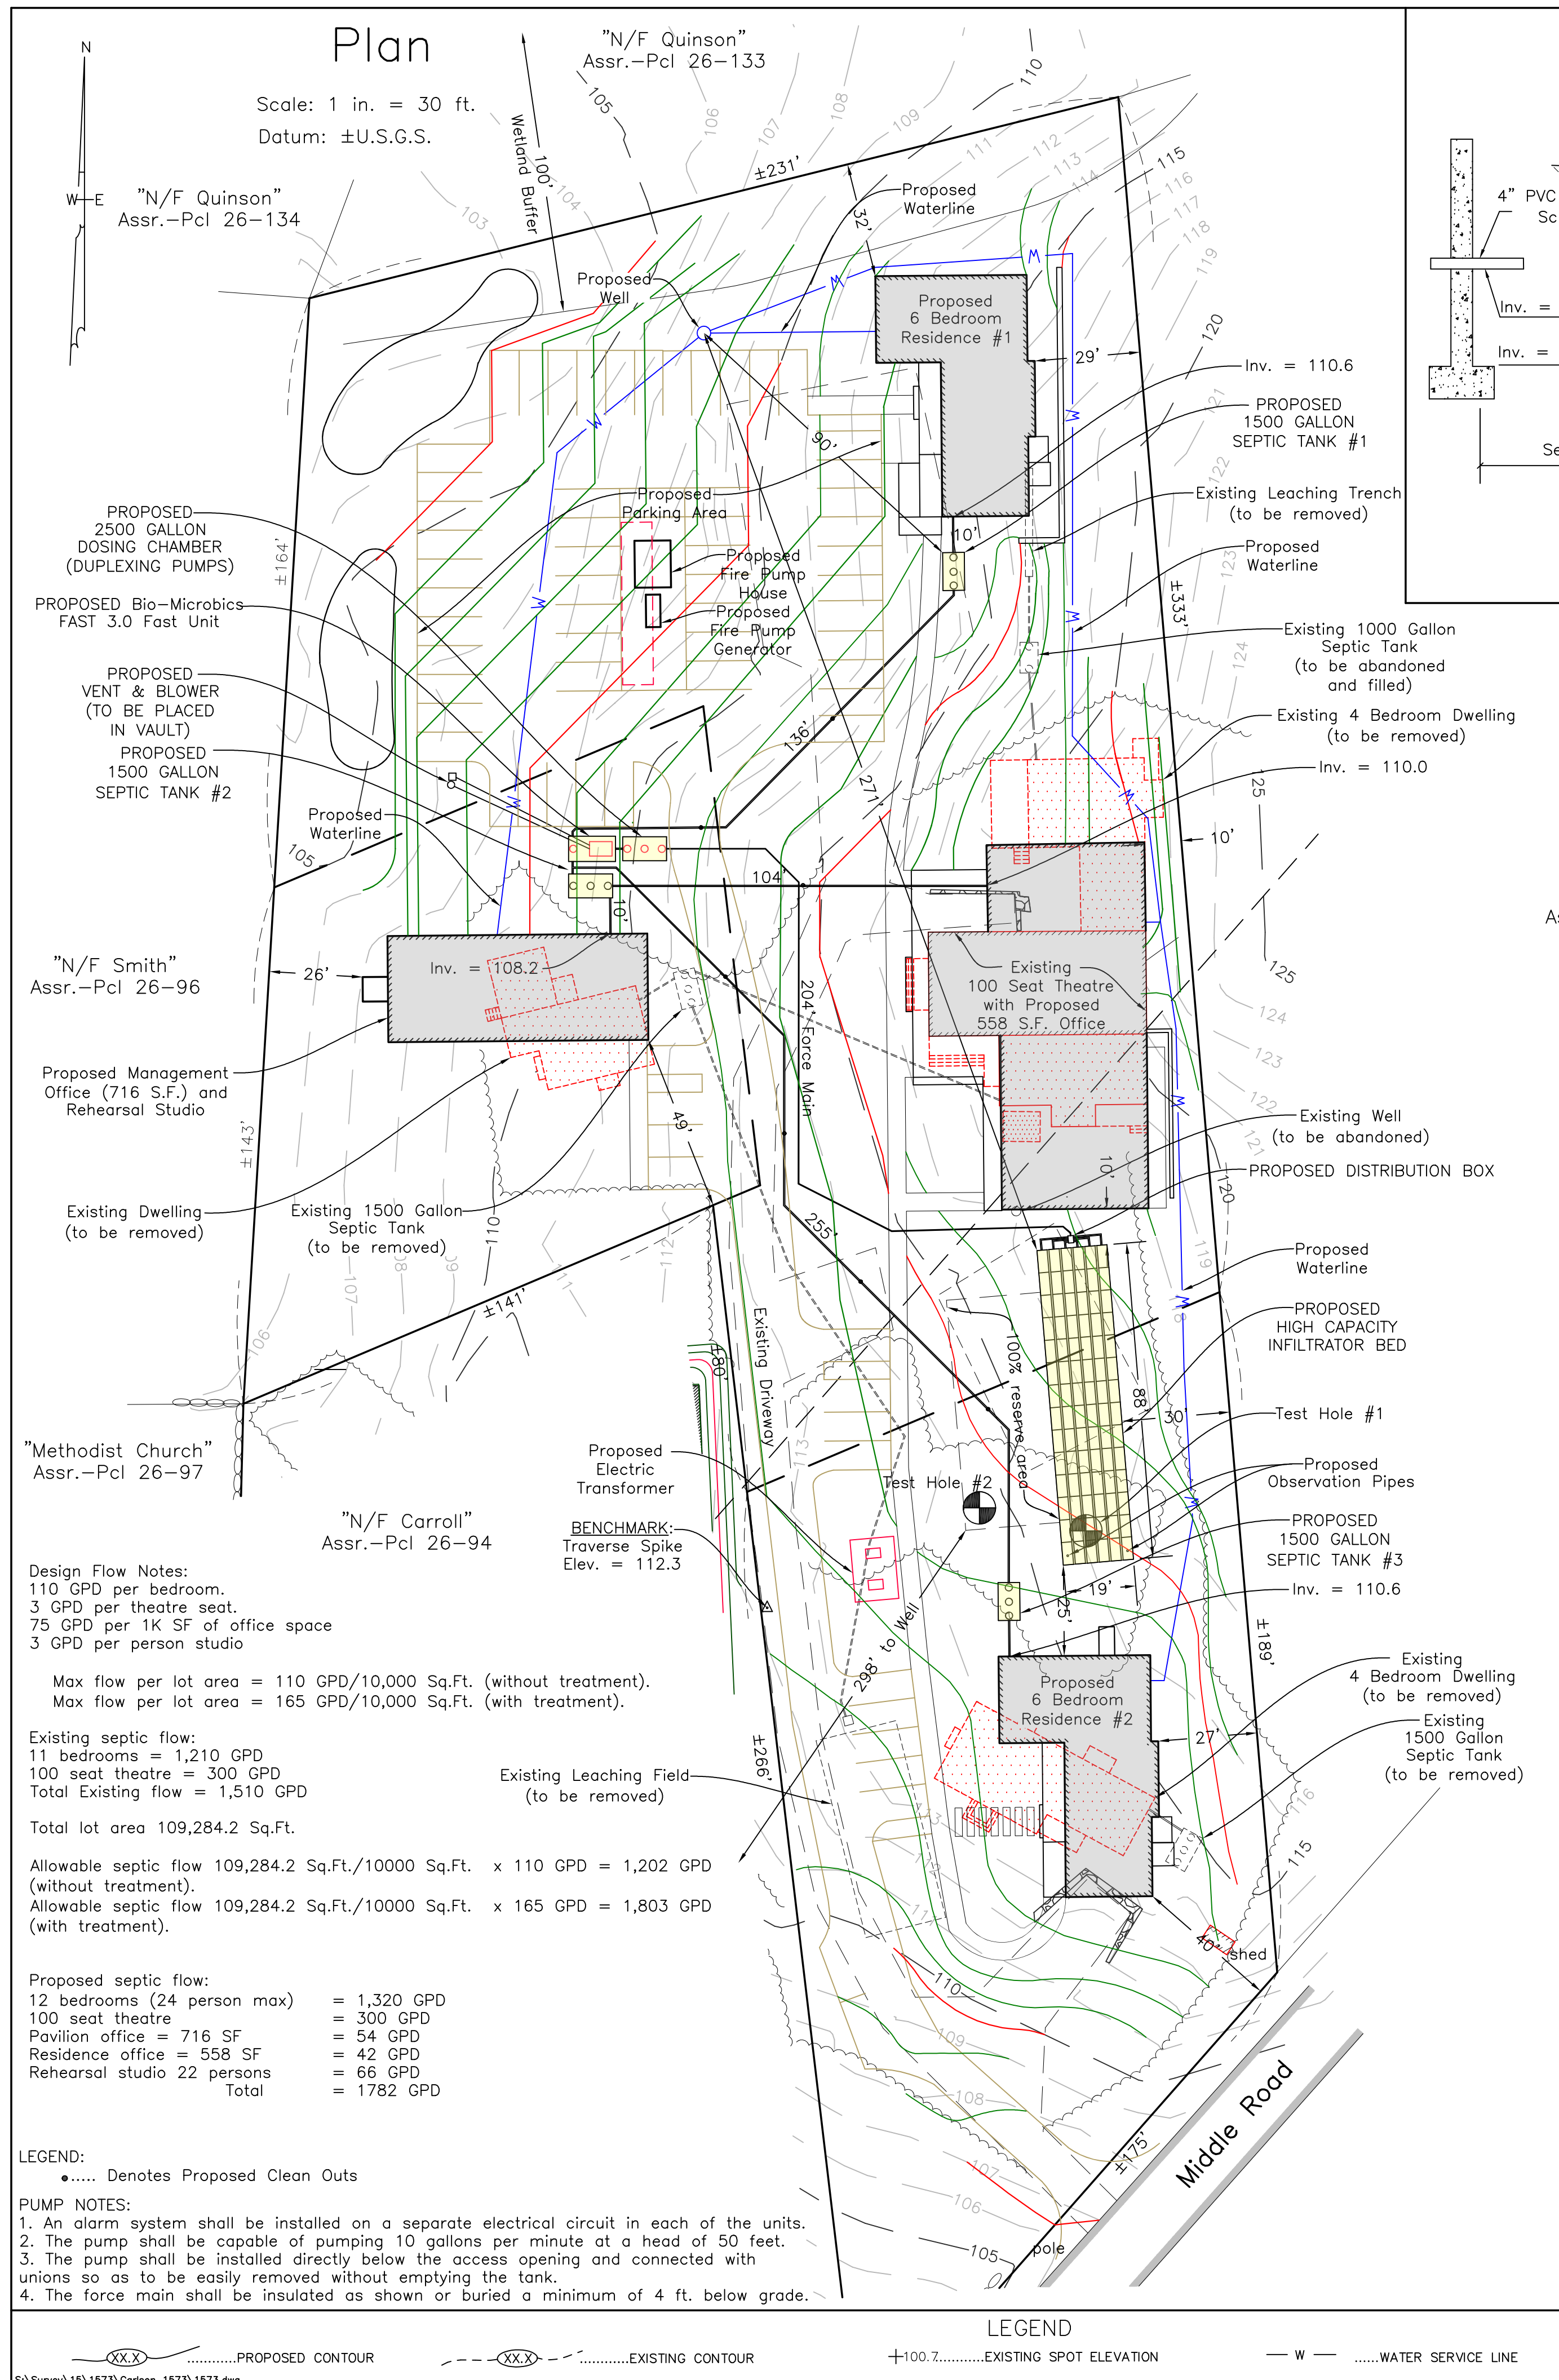 Plan
Scale: 1 in. = 30 ft.
Datum: ±U.S.G.S.
N
W
E
"N/F Quinson"
Assr.-Pcl 26-133
"N/F Quinson"
Assr.-Pcl 26-134
100'
Wetland Buffer
±231'
32'
Proposed
Waterline
Proposed
Well
Proposed
6 Bedroom
Residence #1
29'
Inv. = 110.6
PROPOSED
1500 GALLON
SEPTIC TANK #1
4" PVC
Sc
Inv. =
Inv. =
Se
90'
10'
Existing Leaching Trench
(to be removed)
Proposed
Waterline
Proposed
Parking Area
PROPOSED
2500 GALLON
DOSING CHAMBER
(DUPLEXING PUMPS)
±164'
Proposed
Fire Pump
House
Proposed
Fire Pump
Generator
PROPOSED Bio-Microbics
FAST 3.0 Fast Unit
±333'
Existing 1000 Gallon
Septic Tank
(to be abandoned
and filled)
PROPOSED
VENT & BLOWER
(TO BE PLACED
IN VAULT)
Existing 4 Bedroom Dwelling
(to be removed)
136'
271'
Inv. = 110.0
PROPOSED
1500 GALLON
SEPTIC TANK #2
Proposed
Waterline
10'
105
104'
10'
As
"N/F Smith"
Assr.-Pcl 26-96
26'
Inv. = 108.2
Existing
100 Seat Theatre
with Proposed
558 S.F. Office
204' Force Main
Proposed Management
Office (716 S.F.) and
Rehearsal Studio
49'
±143'
Existing Well
(to be abandoned)
10'
PROPOSED DISTRIBUTION BOX
Existing Dwelling
(to be removed)
Existing 1500 Gallon
Septic Tank
(to be removed)
110
255'
Proposed
Waterline
±141'
±80'
Existing Driveway
100% reserve area
PROPOSED
HIGH CAPACITY
INFILTRATOR BED
88'
30'
Test Hole #1
"Methodist Church"
Assr.-Pcl 26-97
Proposed
Electric
Transformer
Test Hole #2
Proposed
Observation Pipes
"N/F Carroll"
Assr.-Pcl 26-94
BENCHMARK:
Traverse Spike
Elev. = 112.3
PROPOSED
1500 GALLON
SEPTIC TANK #3
19'
25'
Inv. = 110.6
298' to Well
±189'
Design Flow Notes:
110 GPD per bedroom.
3 GPD per theatre seat.
75 GPD per 1K SF of office space
3 GPD per person studio
Max flow per lot area = 110 GPD/10,000 Sq.Ft. (without treatment).
Max flow per lot area = 165 GPD/10,000 Sq.Ft. (with treatment).
Existing
4 Bedroom Dwelling
(to be removed)
Proposed
6 Bedroom
Residence #2
27'
Existing
1500 Gallon
Septic Tank
(to be removed)
±266'
Existing Leaching Field
(to be removed)
Existing septic flow:
11 bedrooms = 1,210 GPD
100 seat theatre = 300 GPD
Total Existing flow = 1,510 GPD
Total lot area 109,284.2 Sq.Ft.
Allowable septic flow 109,284.2 Sq.Ft./10000 Sq.Ft. x 110 GPD = 1,202 GPD
(without treatment).
Allowable septic flow 109,284.2 Sq.Ft./10000 Sq.Ft. x 165 GPD = 1,803 GPD
(with treatment).
40'
shed
115
110
Proposed septic flow:
12 bedrooms (24 person max) = 1,320 GPD
100 seat theatre = 300 GPD
Pavilion office = 716 SF = 54 GPD
Residence office = 558 SF = 42 GPD
Rehearsal studio 22 persons = 66 GPD
Total = 1782 GPD
Middle Road
±175'
pole
105
LEGEND:
..... Denotes Proposed Clean Outs
PUMP NOTES:
1. An alarm system shall be installed on a separate electrical circuit in each of the units.
2. The pump shall be capable of pumping 10 gallons per minute at a head of 50 feet.
3. The pump shall be installed directly below the access opening and connected with
unions so as to be easily removed without emptying the tank.
4. The force main shall be insulated as shown or buried a minimum of 4 ft. below grade.
LEGEND
XX.X ............PROPOSED CONTOUR
XX.X ............EXISTING CONTOUR
+100.7..........EXISTING SPOT ELEVATION
W ......WATER SERVICE LINE